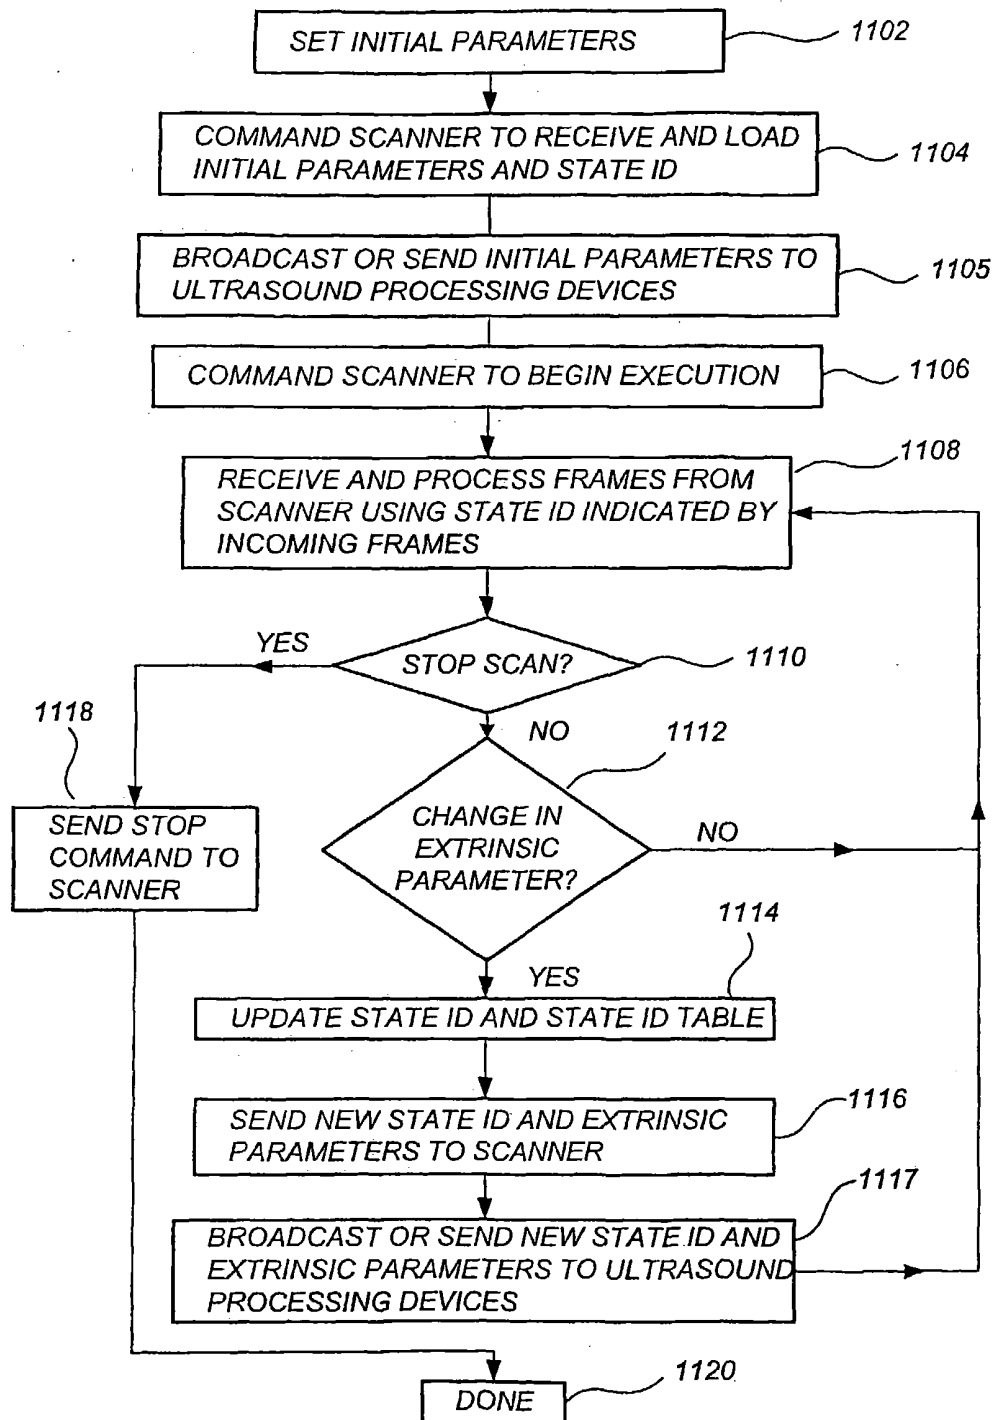 SET INITIAL PARAMETERS
1102
COMMAND SCANNER TO RECEIVE AND LOAD
INITIAL PARAMETERS AND STATE ID
1104
BROADCAST OR SEND INITIAL PARAMETERS TO
ULTRASOUND PROCESSING DEVICES
1105
COMMAND SCANNER TO BEGIN EXECUTION
1106
1108
RECEIVE AND PROCESS FRAMES FROM
SCANNER USING STATE ID INDICATED BY
INCOMING FRAMES
YES
STOP SCAN?
1110
1118
NO
1112
SEND STOP
COMMAND TO
SCANNER
CHANGE IN
EXTRINSIC
PARAMETER?
NO
1114
YES
UPDATE STATE ID AND STATE ID TABLE
1116
SEND NEW STATE ID AND EXTRINSIC
PARAMETERS TO SCANNER
1117
BROADCAST OR SEND NEW STATE ID AND
EXTRINSIC PARAMETERS TO ULTRASOUND
PROCESSING DEVICES
DONE
1120